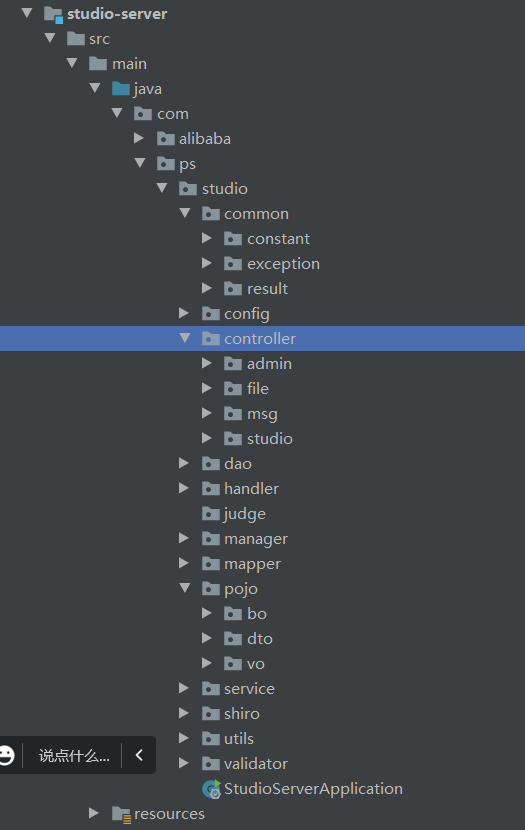 studio-server
src
main
java
com
alibaba
ps
studio
common
constant
exception
result
config
controller
admin
file
msg
studio
dao
handler
judge
manager
mapper
pojo
bo
dto
vo
service
shiro
utils
说点什么...
validator
StudioServerApplication
resources